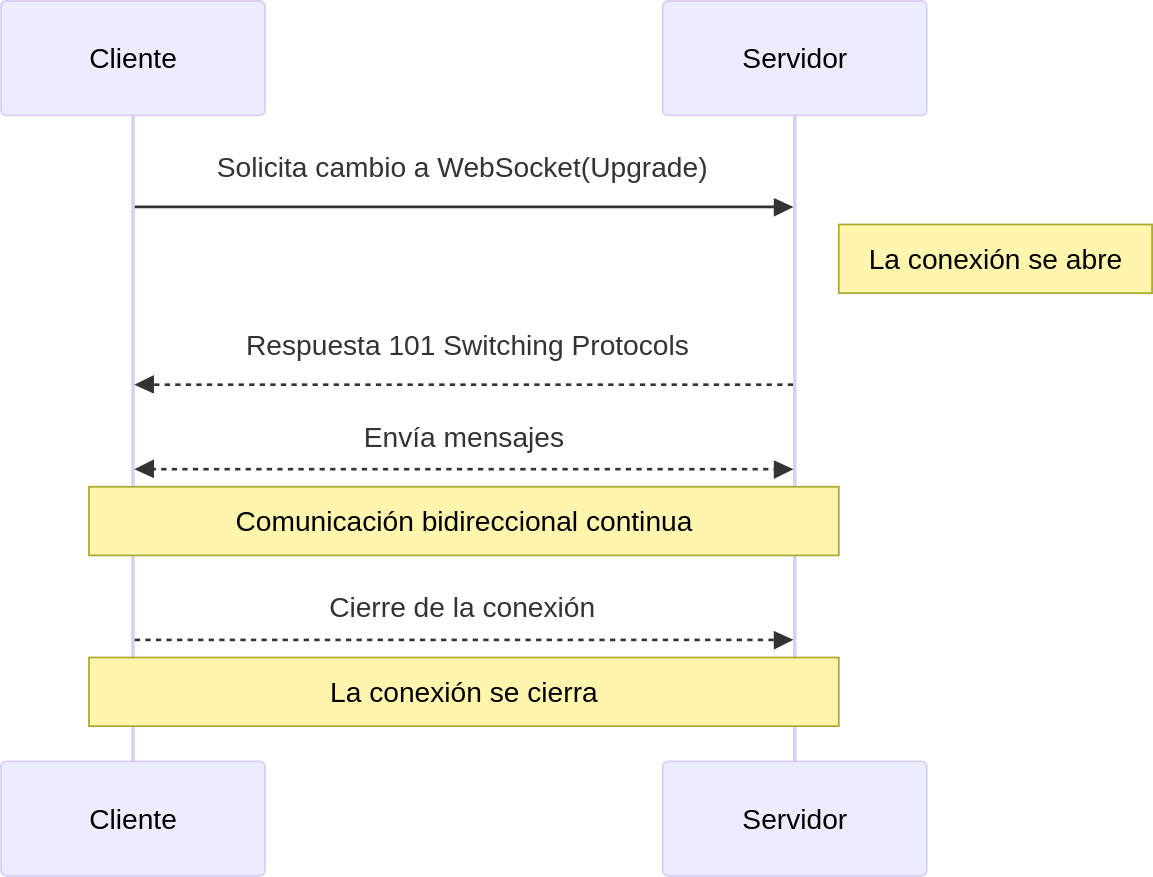 Cliente
Servidor
Solicita cambio a WebSocket(Upgrade)
La conexión se abre
Respuesta 101 Switching Protocols
Envía mensajes
Comunicación bidireccional continua
Cierre de la conexión
La conexión se cierra
Cliente
Servidor